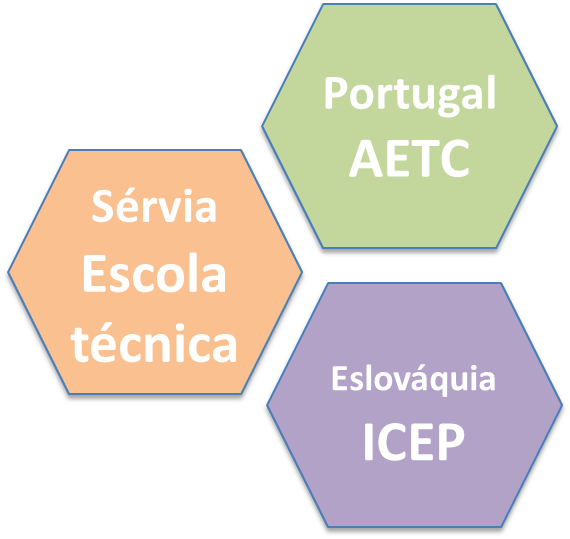 Portugal
AETC
Sérvia
Escola
técnica
Eslováquia
ICEP